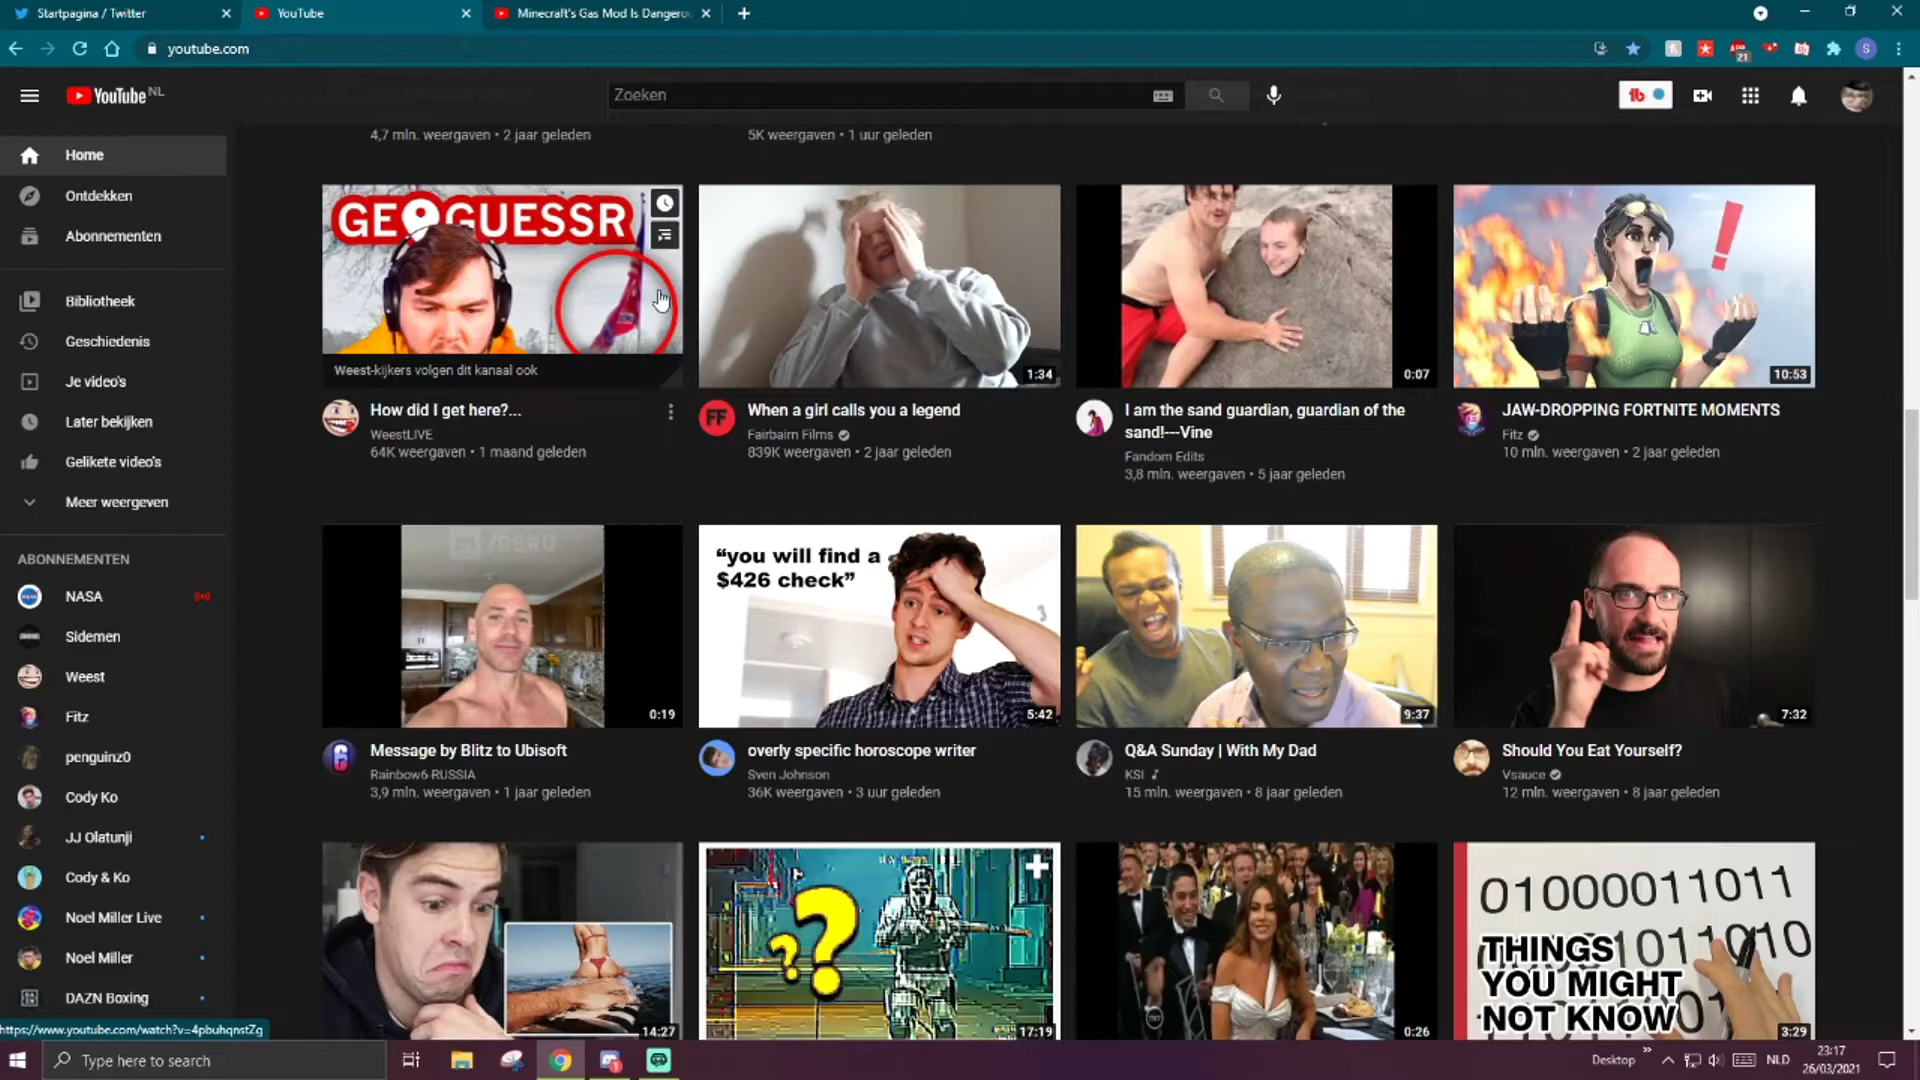 Startpagina / Twitter
YouTube
Minecraft's Gas Mod Is Dangero
youtube.com
21
S
YouTube NL
Zoeken
Home
Ontdekken
Abonnementen
Bibliotheek
Geschiedenis
Je video's
Later bekijken
Gelikete video's
Meer weergeven
ABONNEMENTEN
NASA
Sidemen
Weest
Fitz
penguinz0
Cody Ko
JJ Olatunji
Cody & Ko
Noel Miller Live
Noel Miller
DAZN Boxing
4,7 mln. weergaven • 2 jaar geleden
5K weergaven • 1 uur geleden
GEOGUESSR
Weest-kijkers volgen dit kanaal ook
How did I get here?...
WeestLIVE
64K weergaven • 1 maand geleden
1:34
FF
When a girl calls you a legend
Fairbairn Films
839K weergaven • 2 jaar geleden
0:07
I am the sand guardian, guardian of the
sand!---Vine
Fandom Edits
3,8 mln. weergaven • 5 jaar geleden
10:53
JAW-DROPPING FORTNITE MOMENTS
Fitz
10 mln. weergaven • 2 jaar geleden
0:19
Message by Blitz to Ubisoft
Rainbow6-RUSSIA
3,9 mln. weergaven • 1 jaar geleden
"you will find a
$426 check"
5:42
overly specific horoscope writer
Sven Johnson
36K weergaven • 3 uur geleden
9:37
Q&A Sunday | With My Dad
KSI
15 mln. weergaven • 8 jaar geleden
7:32
Should You Eat Yourself?
Vsauce
12 mln. weergaven • 8 jaar geleden
14:27
??
17:19
TNT
0:26
01000011011
THINGS
YOU MIGHT
NOT KNOW
3:29
https://www.youtube.com/watch?v=4pbuhqnstZg
Type here to search
Desktop
NLD
23:17
26/03/2021